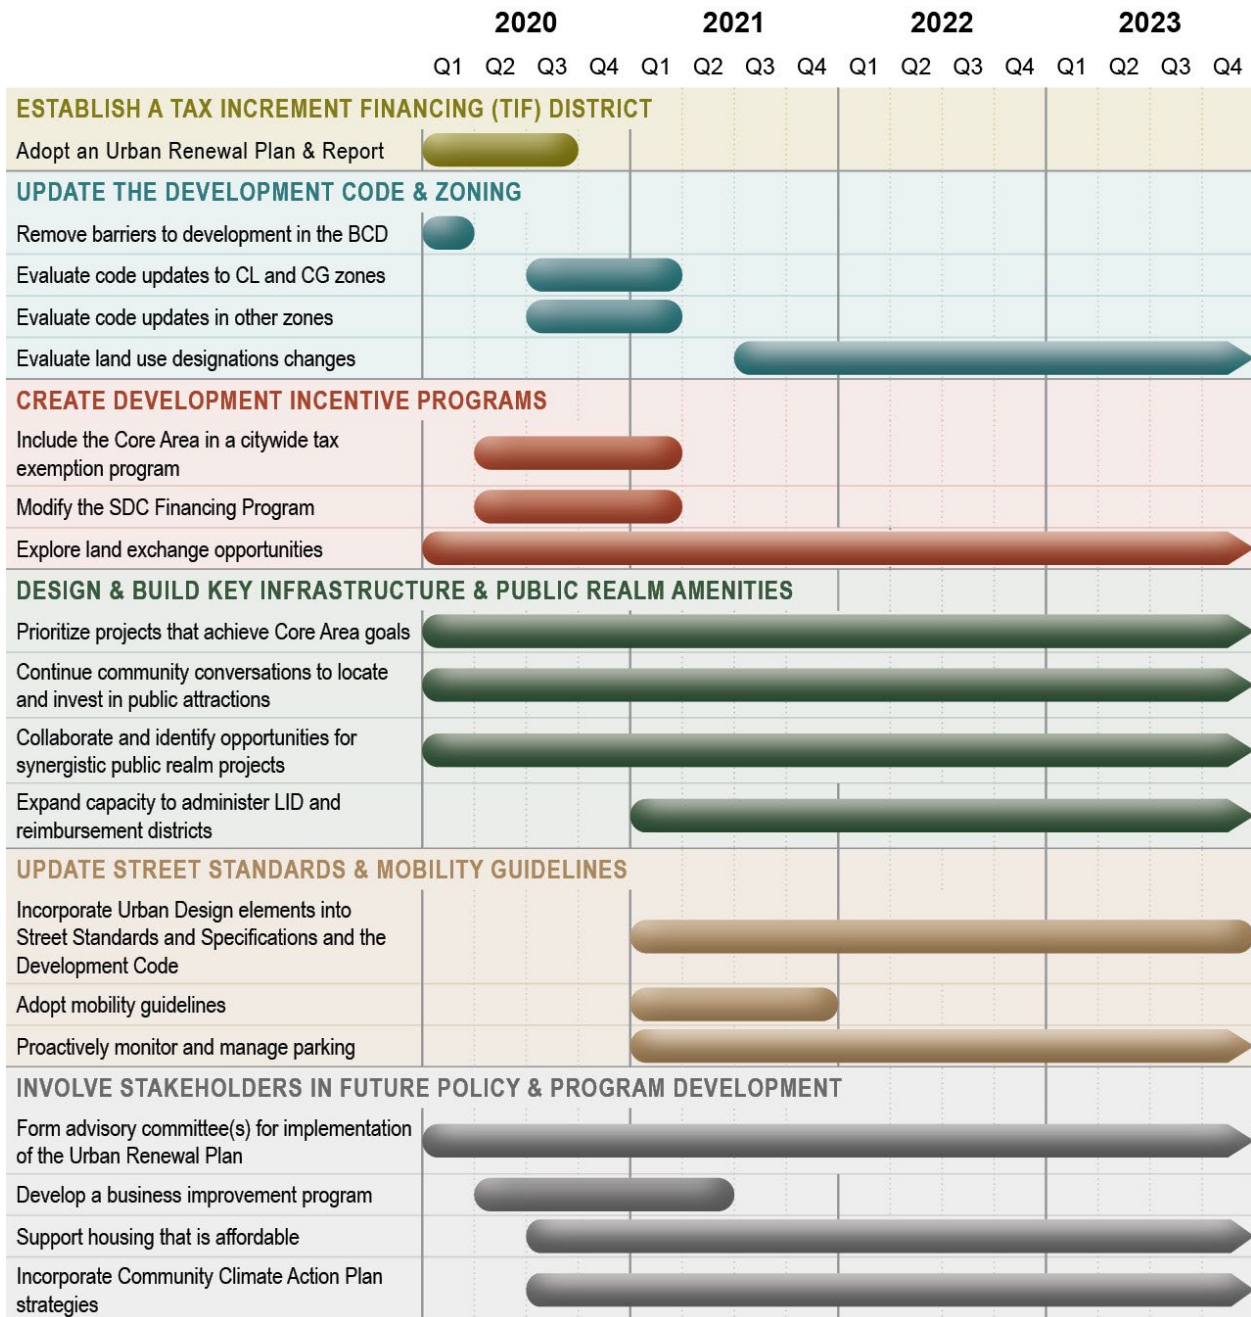 2020 2021 2022 2023
Q1 Q2 Q3 Q4 Q1 Q2 Q3 Q4 Q1 Q2 Q3 Q4 Q1 Q2 Q3 Q4
ESTABLISH A TAX INCREMENT FINANCING (TIF) DISTRICT
Adopt an Urban Renewal Plan & Report
UPDATE THE DEVELOPMENT CODE & ZONING
Remove barriers to development in the BCD
Evaluate code updates to CL and CG zones
Evaluate code updates in other zones
Evaluate land use designations changes
CREATE DEVELOPMENT INCENTIVE PROGRAMS
Include the Core Area in a citywide tax
exemption program
Modify the SDC Financing Program
Explore land exchange opportunities
DESIGN & BUILD KEY INFRASTRUCTURE & PUBLIC REALM AMENITIES
Prioritize projects that achieve Core Area goals
Continue community conversations to locate
and invest in public attractions
Collaborate and identify opportunities for
synergistic public realm projects
Expand capacity to administer LID and
reimbursement districts
UPDATE STREET STANDARDS & MOBILITY GUIDELINES
Incorporate Urban Design elements into
Street Standards and Specifications and the
Development Code
Adopt mobility guidelines
Proactively monitor and manage parking
INVOLVE STAKEHOLDERS IN FUTURE POLICY & PROGRAM DEVELOPMENT
Form advisory committee(s) for implementation
of the Urban Renewal Plan
Develop a business improvement program
Support housing that is affordable
Incorporate Community Climate Action Plan
strategies